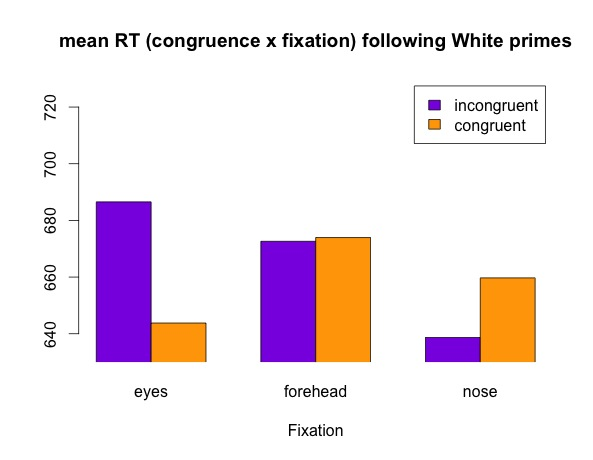 mean RT (congruence x fixation) following White primes
incongruent
congruent
720
700
680
660
640
eyes forehead nose
Fixation